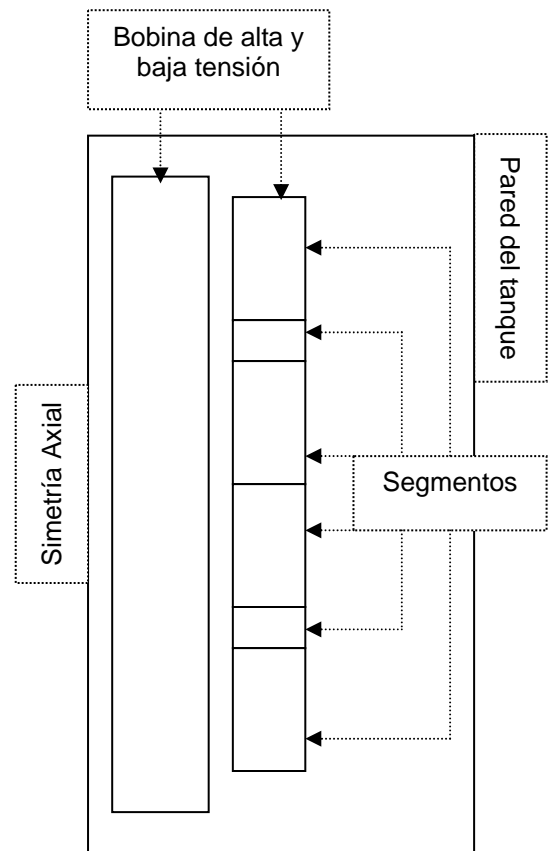 Bobina de alta y
baja tensión
Pared del tanque
Simetría Axial
Segmentos